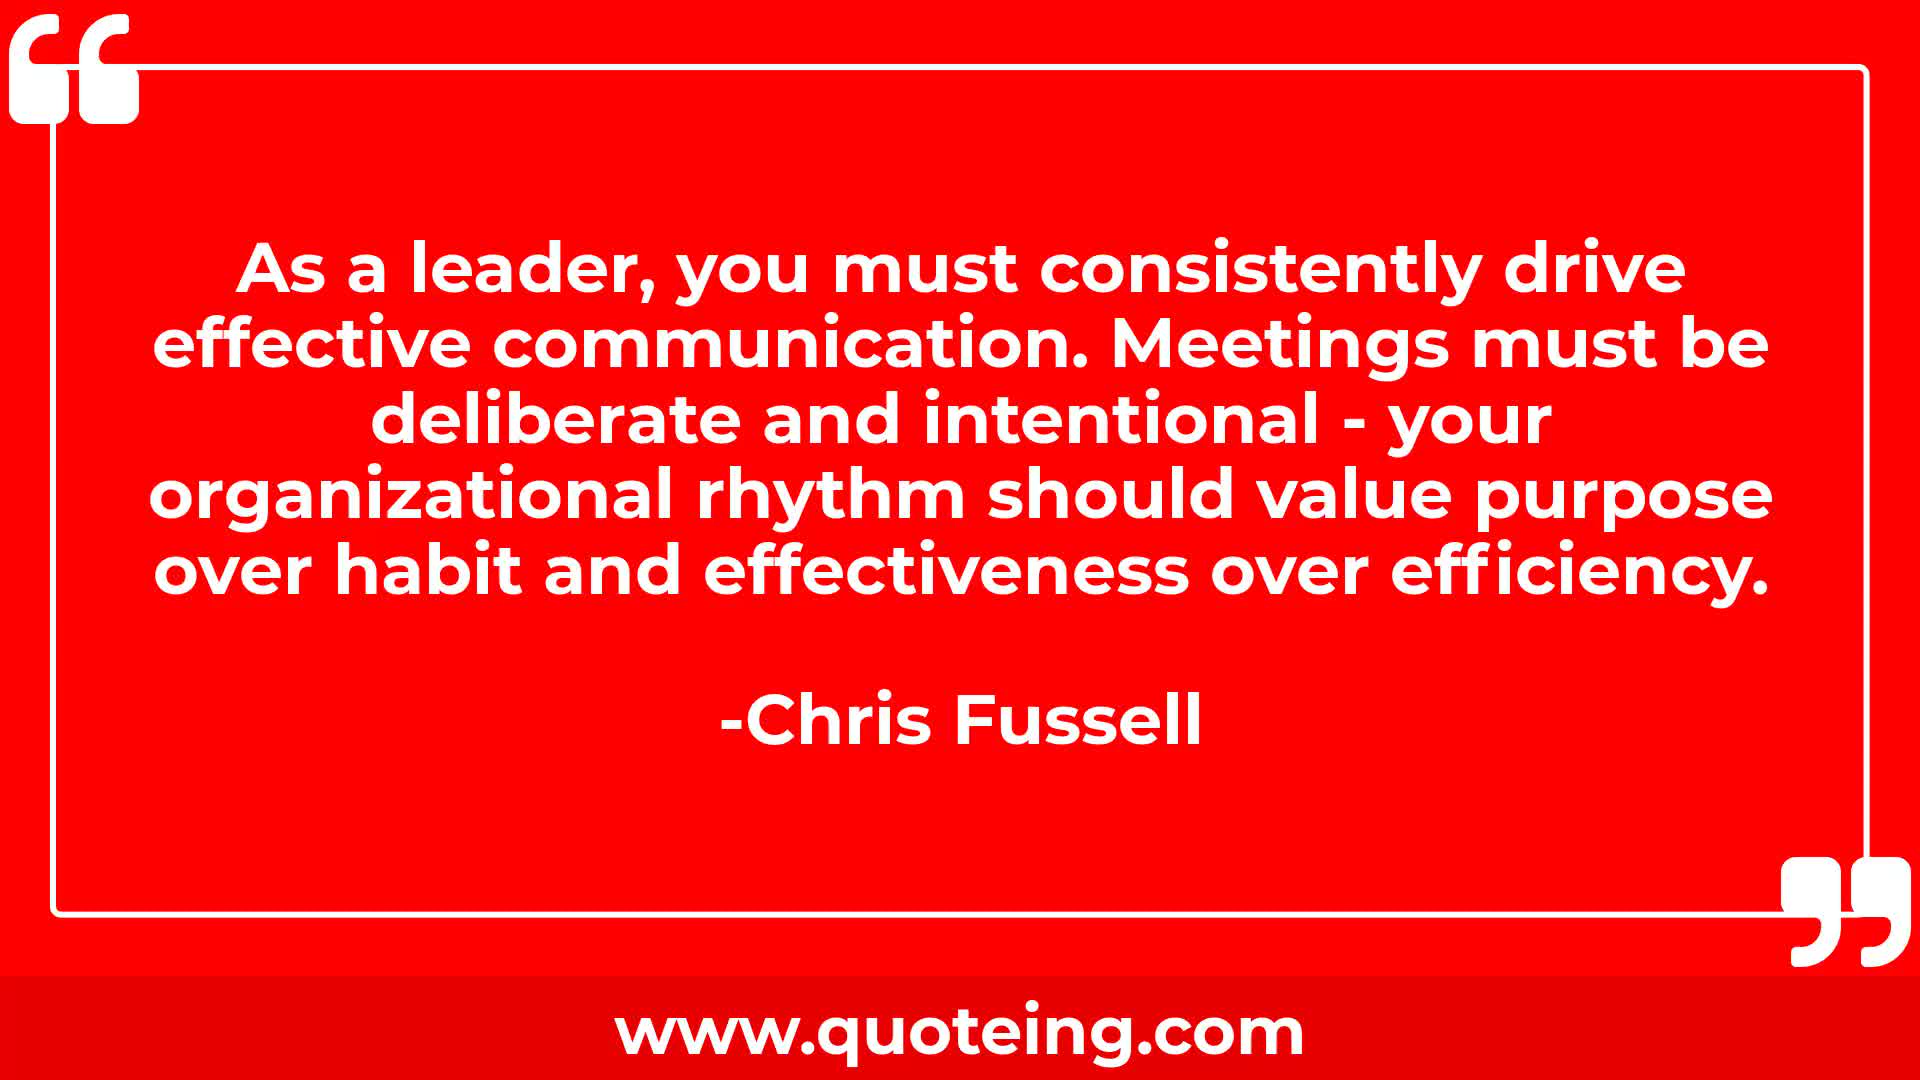 As a leader, you must consistently drive
effective communication. Meetings must be
deliberate and intentional - your
organizational rhythm should value purpose
over habit and effectiveness over efficiency.
-Chris Fussell
www.quoteing.com